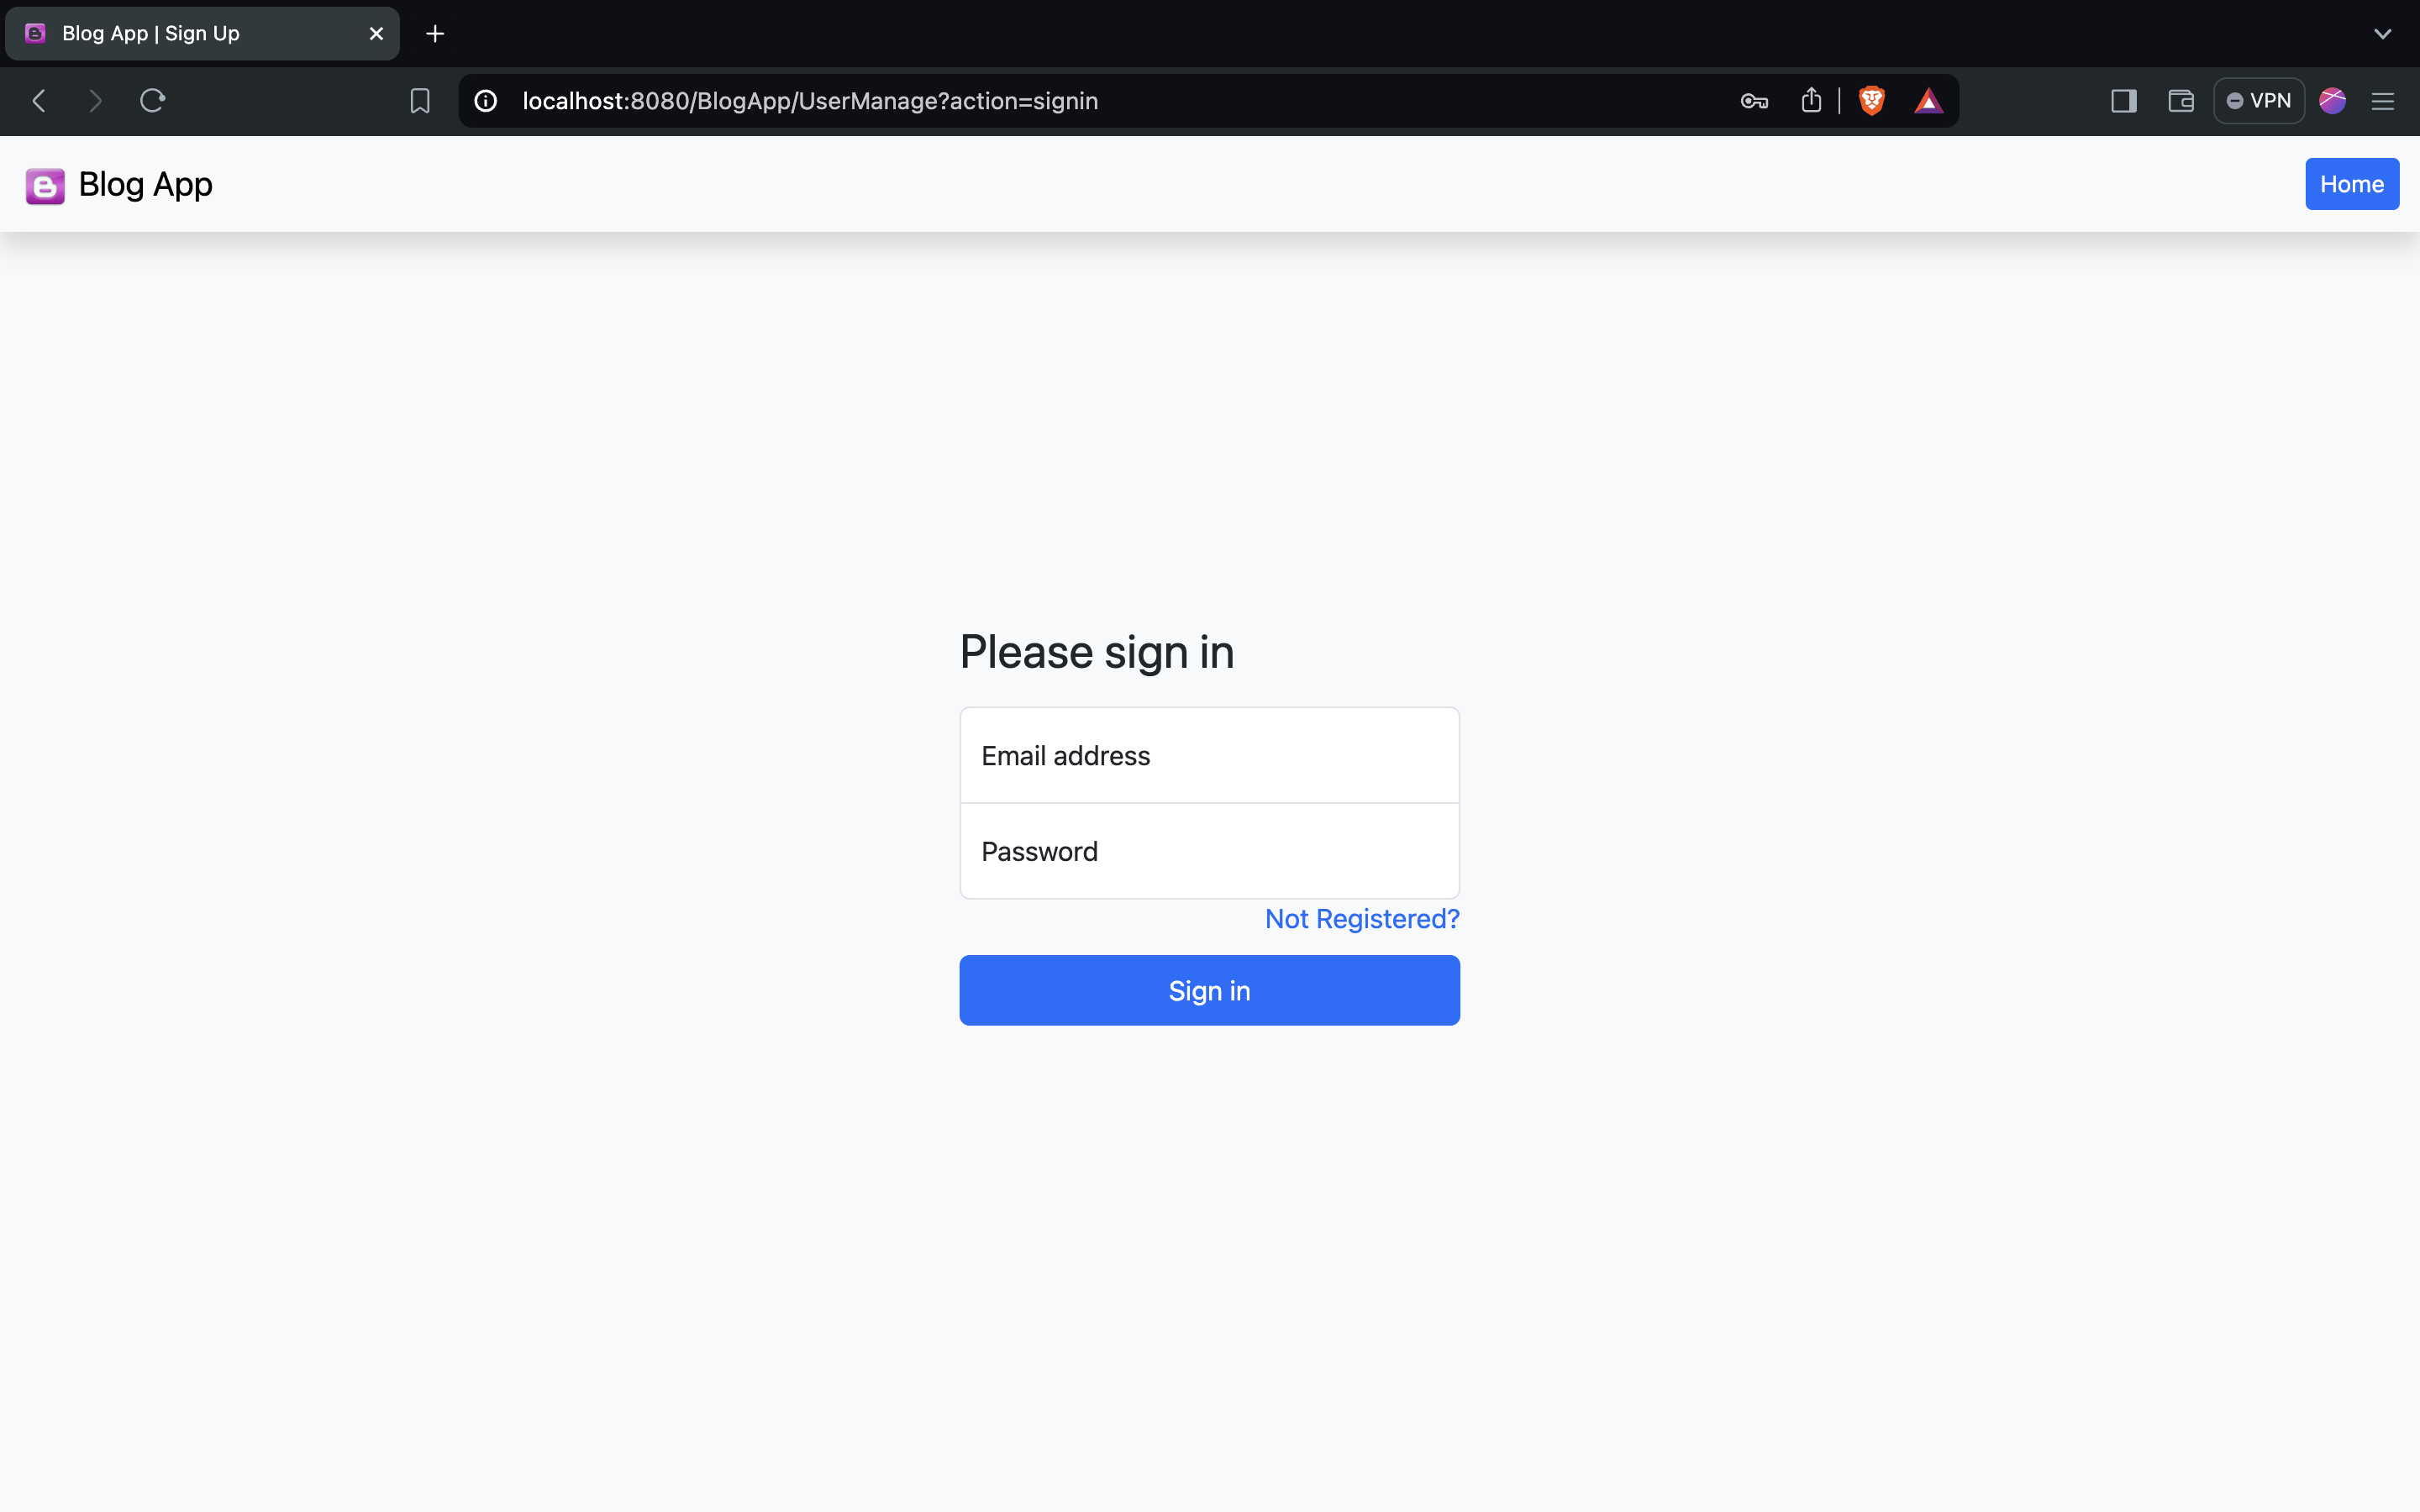 Blog App | Sign Up
localhost:8080/BlogApp/UserManage?action=signin
VPN
Blog App
Home
Please sign in
Email address
Password
Not Registered?
Sign in